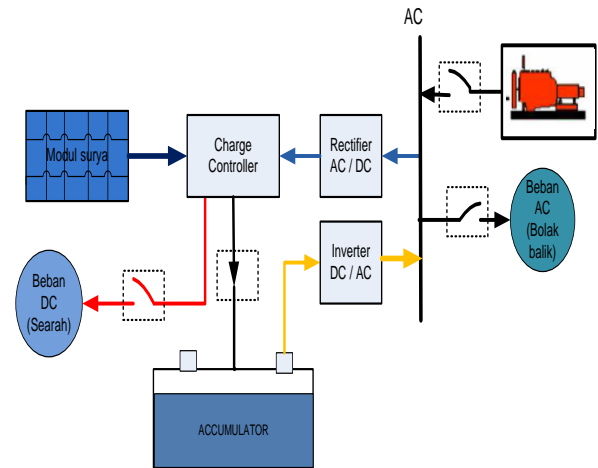 AC
Modul surya
Charge
Controller
Rectifier
AC / DC
Beban
AC
(Bolak
balik)
Inverter
DC / AC
Beban
DC
(Searah)
ACCUMULATOR